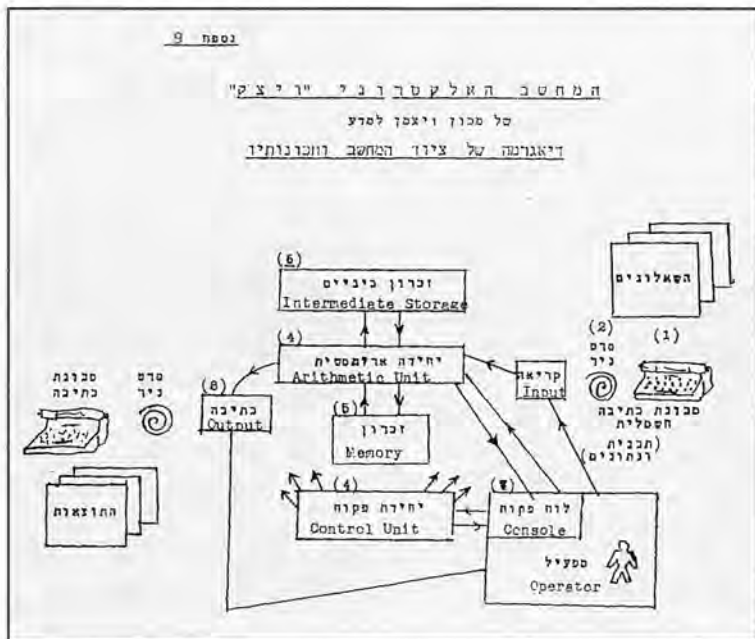 נספח 9
המחשב האלקטרוני "ויצק"
של מכון ויצמן למדע
דיאגרמה של ציוד המחשב ותכונותיו
השאלונים
(1)
(2)
סרט
ניר
מכונת כתיבה
חשמלית
(תכנית
ונתונים)
קריאה
Input
(6)
זכרון ביניים
Intermediate Storage
(4)
יחידה אריתמטית
Arithmetic Unit
(5)
זכרון
Memory
(4)
יחידת פקוח
Control Unit
לוח פקוח
Console
מפעיל
Operator
(8)
כתיבה
Output
סרט
ניר
מכונת
כתיבה
התוצאות